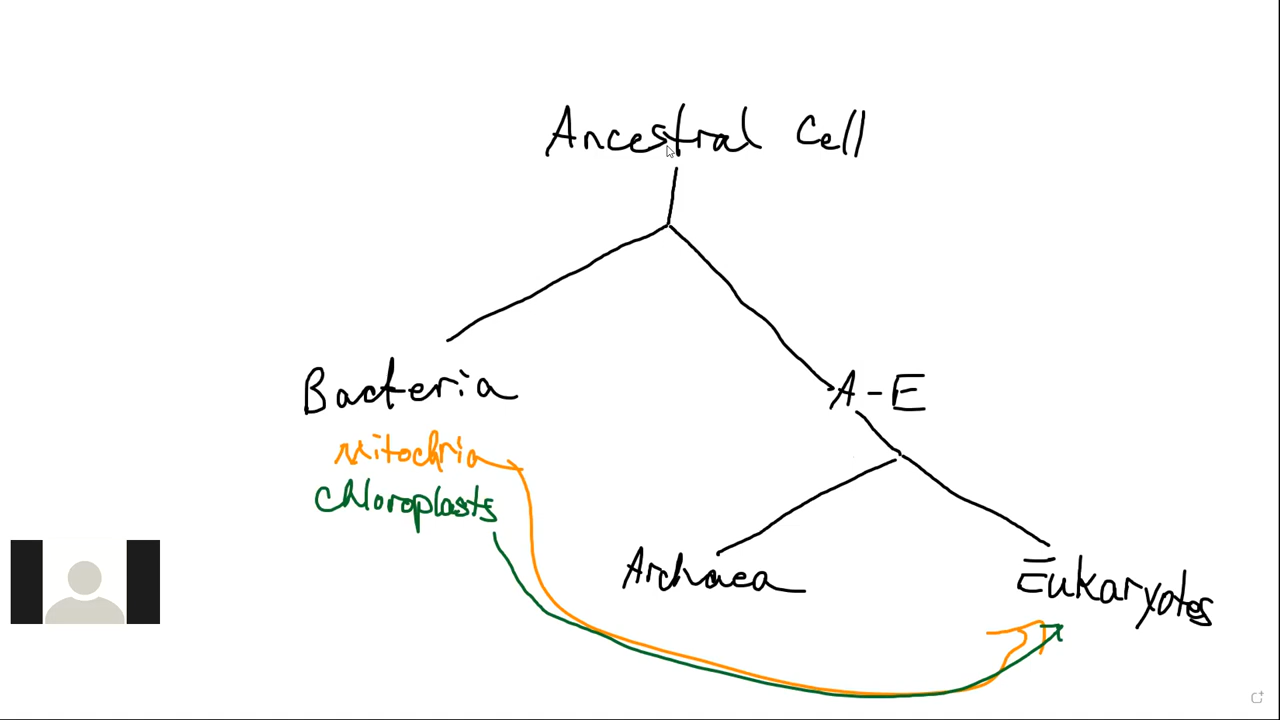 Ancestral Cell
Bacteria
A-E
Mitochria
Chloroplasts
Archaea
Eukaryotes